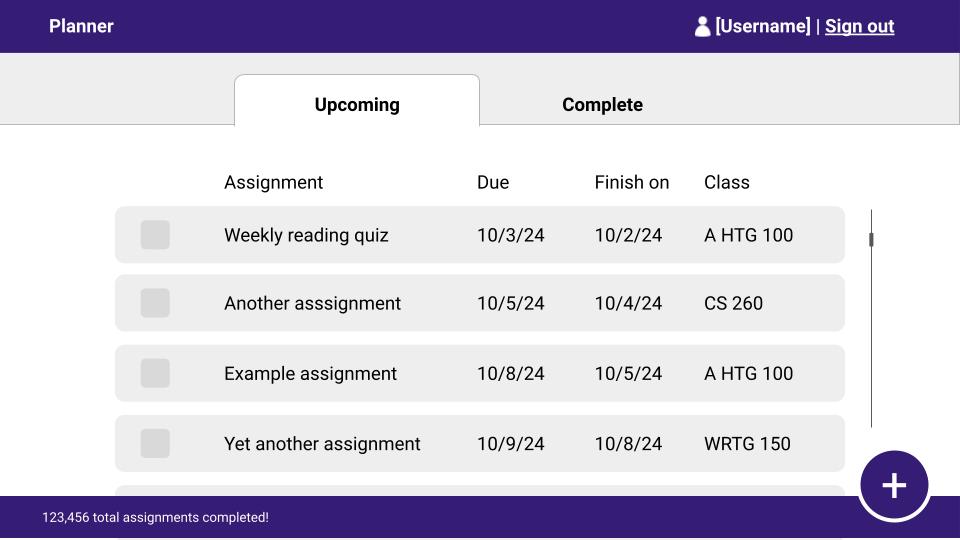 Planner
[Username] | Sign out
Upcoming Complete
Assignment Due Finish on Class
Weekly reading quiz 10/3/24 10/2/24 A HTG 100
Another asssignment 10/5/24 10/4/24 CS 260
Example assignment 10/8/24 10/5/24 A HTG 100
Yet another assignment 10/9/24 10/8/24 WRTG 150
+
123,456 total assignments completed!